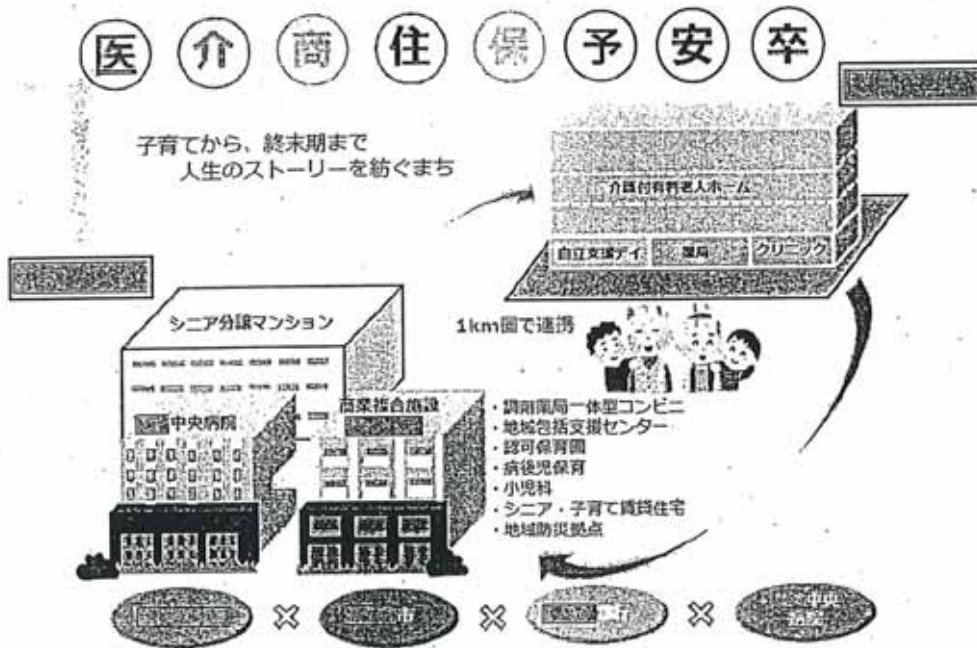 医 介 商 住 保 予 安 卒
子育てから、終末期まで
人生のストーリーを紡ぐまち
介護付有料老人ホーム
自立支援デイ 薬局 クリニック
シニア分譲マンション
1km圏で連携
商業複合施設
中央病院
・調剤薬局一体型コンビニ
・地域包括支援センター
・認可保育園
・病後児保育
・小児科
・シニア・子育て賃貸住宅
・地域防災拠点
× 市 × ×